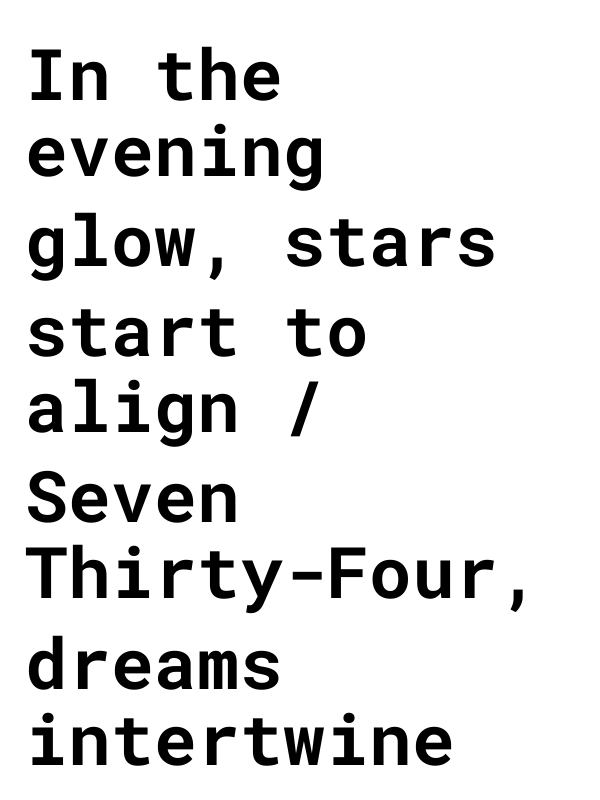 In the
evening
glow, stars
start to
align /
Seven
Thirty-Four,
dreams
intertwine